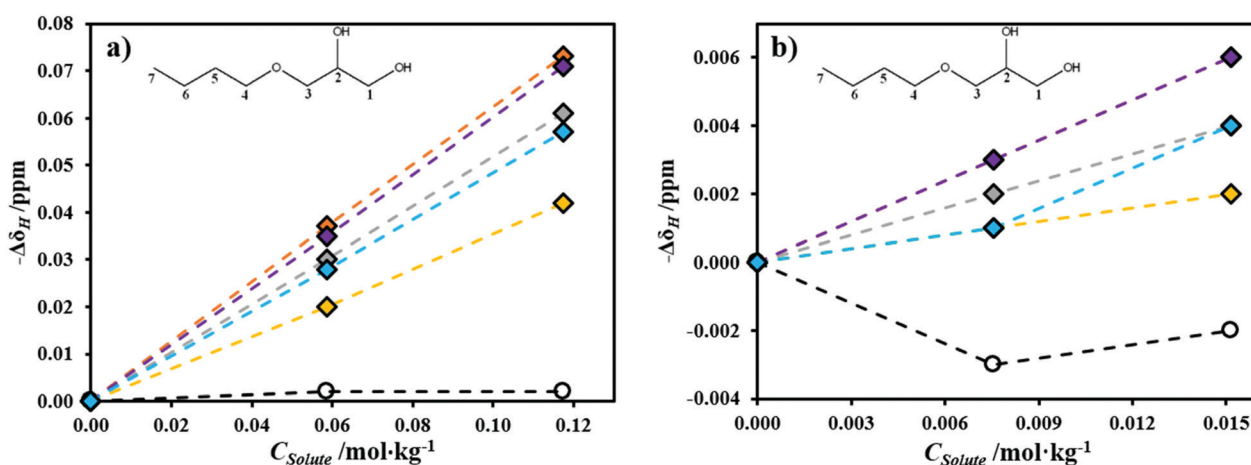 a)
OH
OH
O
7
6
5
4
3
2
1
0.08
0.07
0.06
0.05
0.04
0.03
0.02
0.01
0.00
-Δδ_H /ppm
0.00 0.02 0.04 0.06 0.08 0.10 0.12
C_Solute /mol·kg⁻¹
b)
OH
OH
O
7
6
5
4
3
2
1
0.006
0.004
0.002
0.000
-0.002
-0.004
-Δδ_H /ppm
0.000 0.003 0.006 0.009 0.012 0.015
C_Solute /mol·kg⁻¹